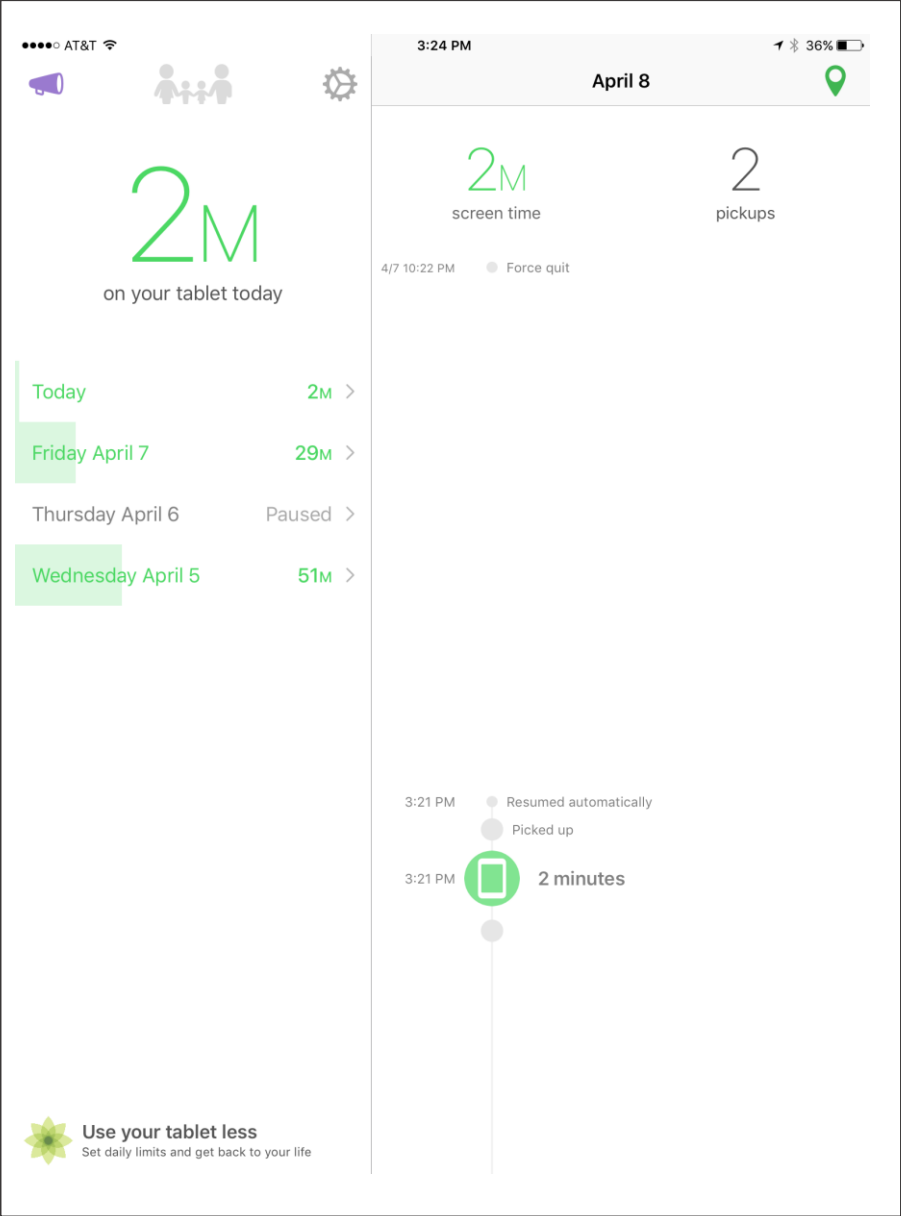 AT&T
3:24 PM
36%
April 8
2M
on your tablet today
Today 2M
Friday April 7 29M
Thursday April 6 Paused
Wednesday April 5 51M
Use your tablet less
Set daily limits and get back to your life
2M 2
screen time pickups
4/7 10:22 PM Force quit
3:21 PM Resumed automatically
Picked up
3:21 PM 2 minutes